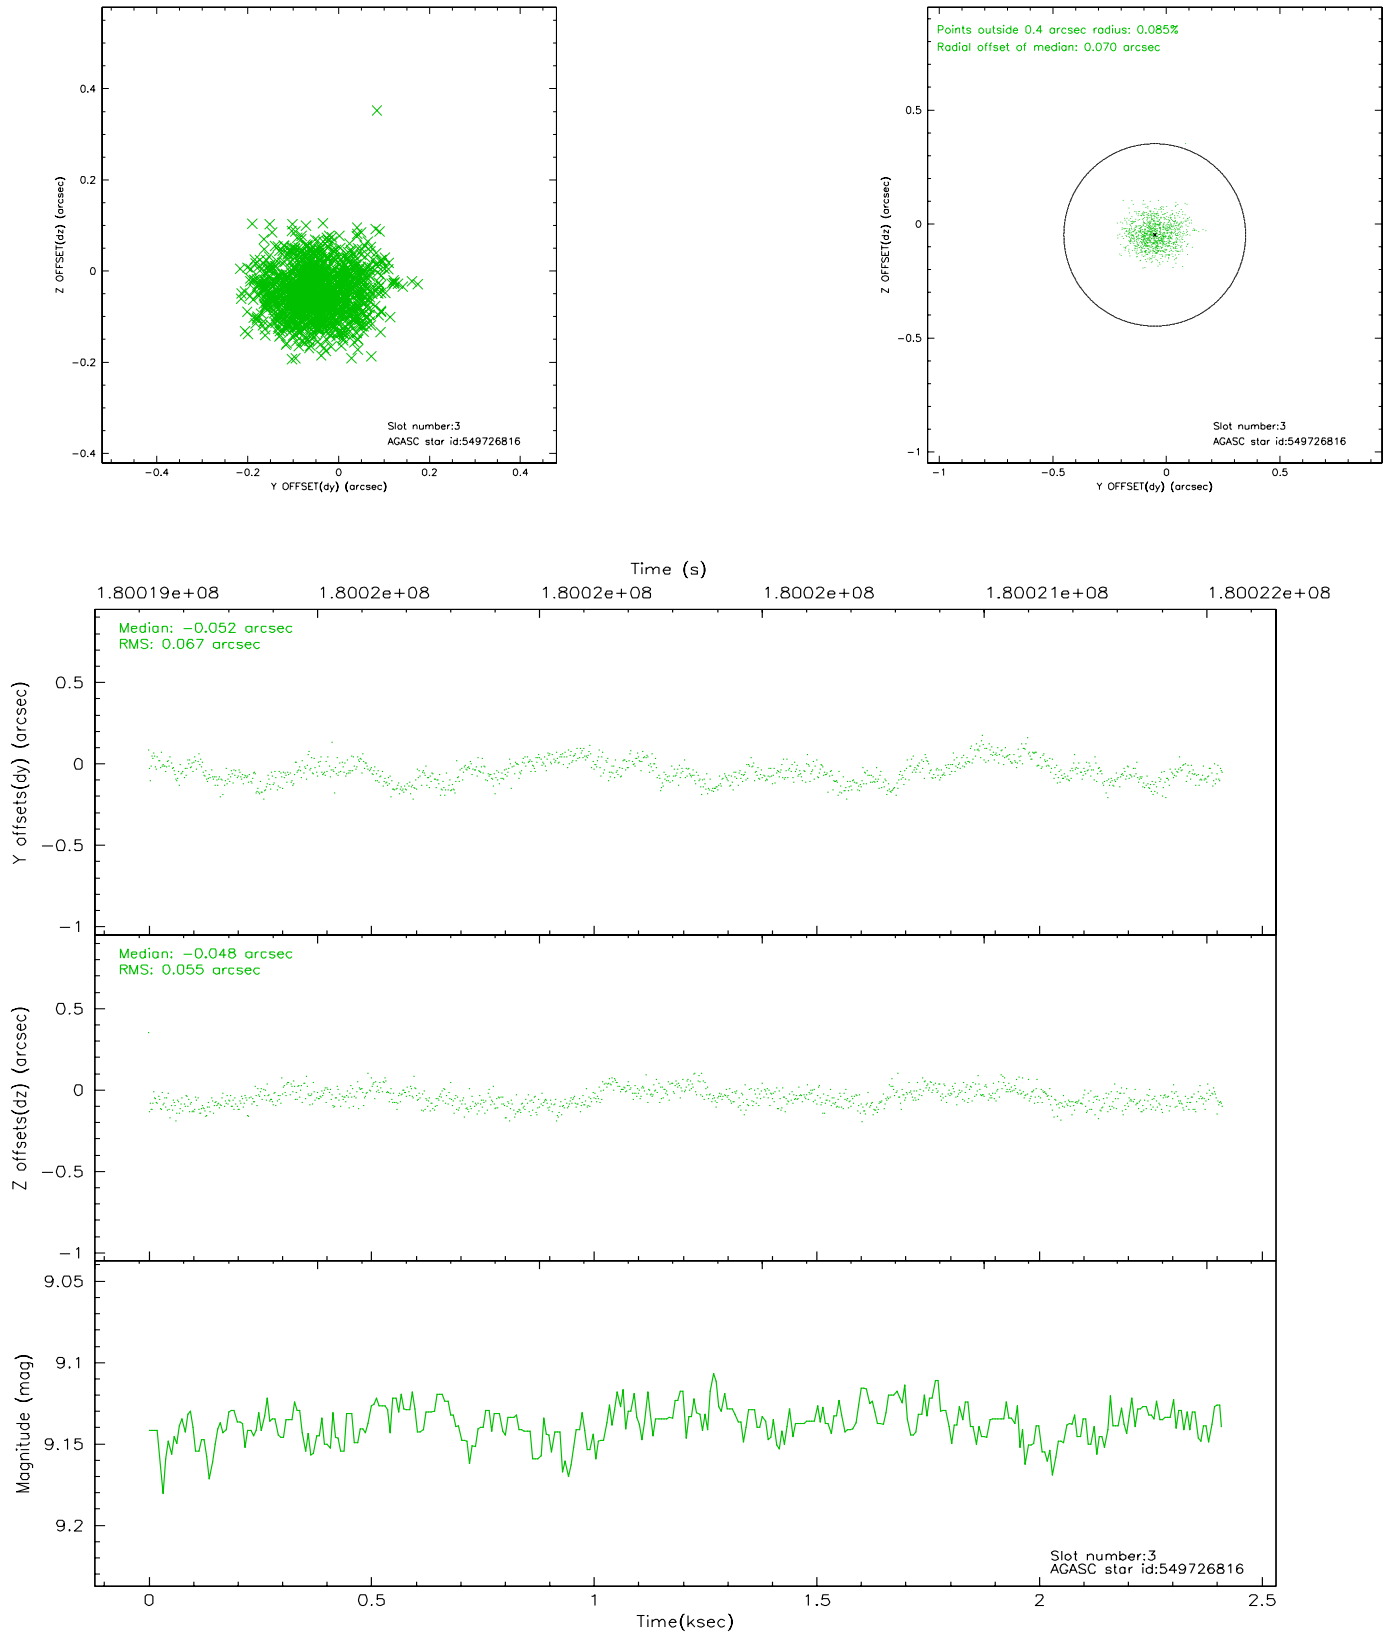 0.4
0.2
0
−0.2
−0.4
Z OFFSET(dz) (arcsec)
Slot number:3
AGASC star id:549726816
−0.4 −0.2 0 0.2 0.4
Y OFFSET(dy) (arcsec)
Points outside 0.4 arcsec radius: 0.085%
Radial offset of median: 0.070 arcsec
0.5
0
−0.5
−1
Z OFFSET(dz) (arcsec)
Slot number:3
AGASC star id:549726816
−1 −0.5 0 0.5
Y OFFSET(dy) (arcsec)
Time (s)
1.80019e+08 1.8002e+08 1.8002e+08 1.8002e+08 1.80021e+08 1.80022e+08
Median: −0.052 arcsec
RMS: 0.067 arcsec
0.5
0
−0.5
−1
Y offsets(dy) (arcsec)
Median: −0.048 arcsec
RMS: 0.055 arcsec
0.5
0
−0.5
−1
Z offsets(dz) (arcsec)
9.05
9.1
9.15
9.2
Magnitude (mag)
Slot number:3
AGASC star id:549726816
0 0.5 1 1.5 2 2.5
Time(ksec)